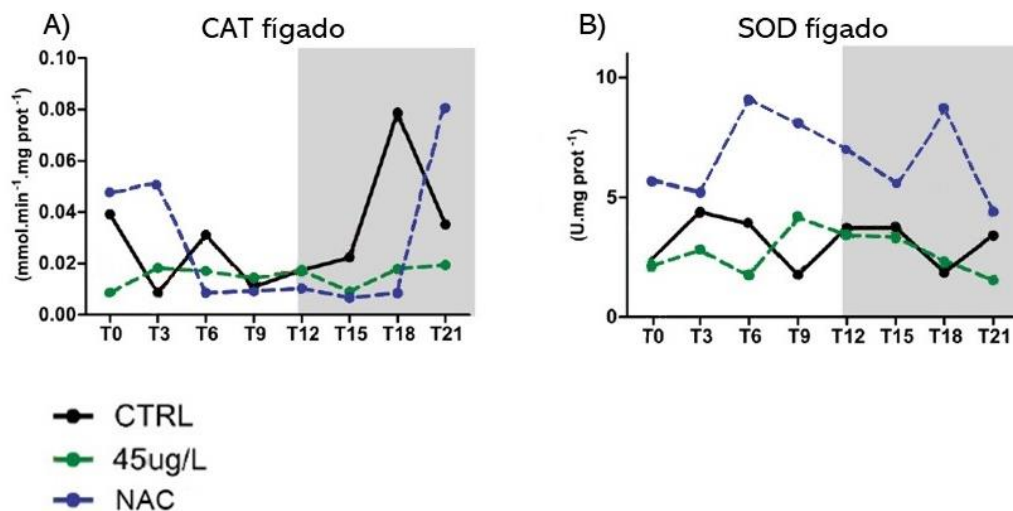 A) CAT fígado
(mmol.min⁻¹.mg prot⁻¹)
0.10
0.08
0.06
0.04
0.02
0.00
T0 T3 T6 T9 T12 T15 T18 T21
B) SOD fígado
(U.mg prot⁻¹)
10
5
0
T0 T3 T6 T9 T12 T15 T18 T21
CTRL
45ug/L
NAC